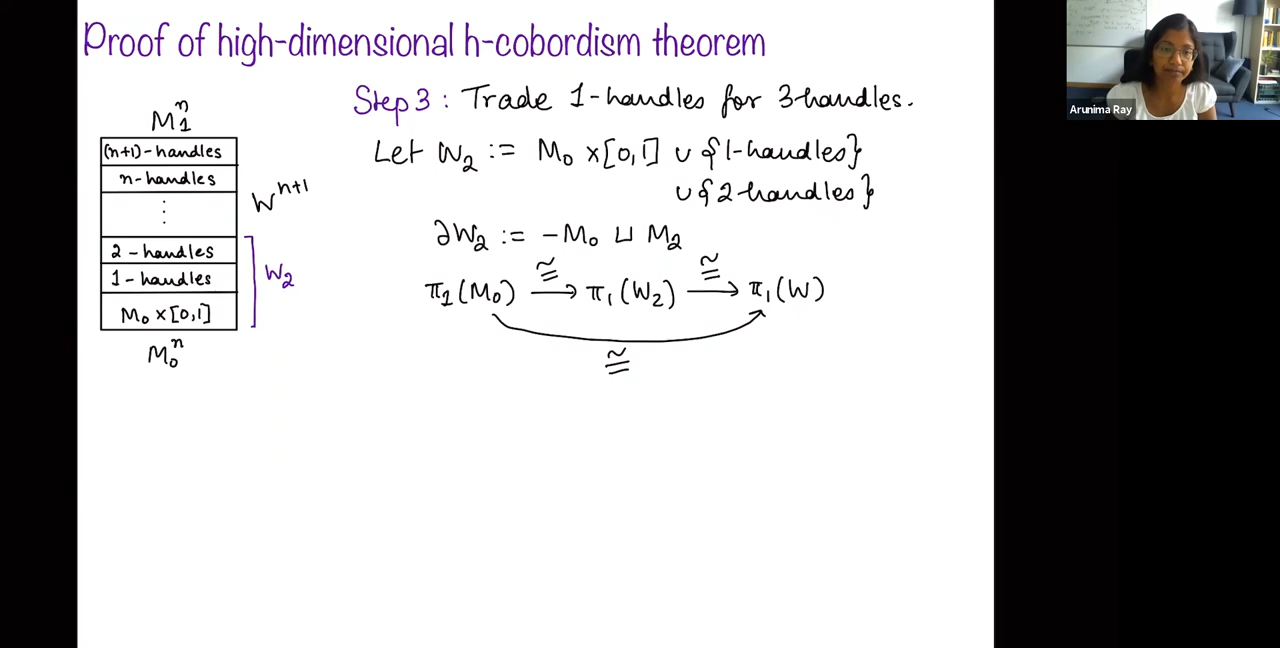 Proof of high-dimensional h-cobordism theorem
Step 3: Trade 1-handles for 3-handles.
M₁ⁿ
(n+1)-handles
n-handles
⋮
2-handles
1-handles
M₀ × [0,1]
M₀ⁿ
Wⁿ⁺¹
W₂
Let W₂ := M₀ × [0,1] ∪ {1-handles}
∪ {2-handles}
∂W₂ := -M₀ ⊔ M₂
π₁(M₀) ≅→ π₁(W₂) ≅→ π₁(W)
≅
Arunima Ray